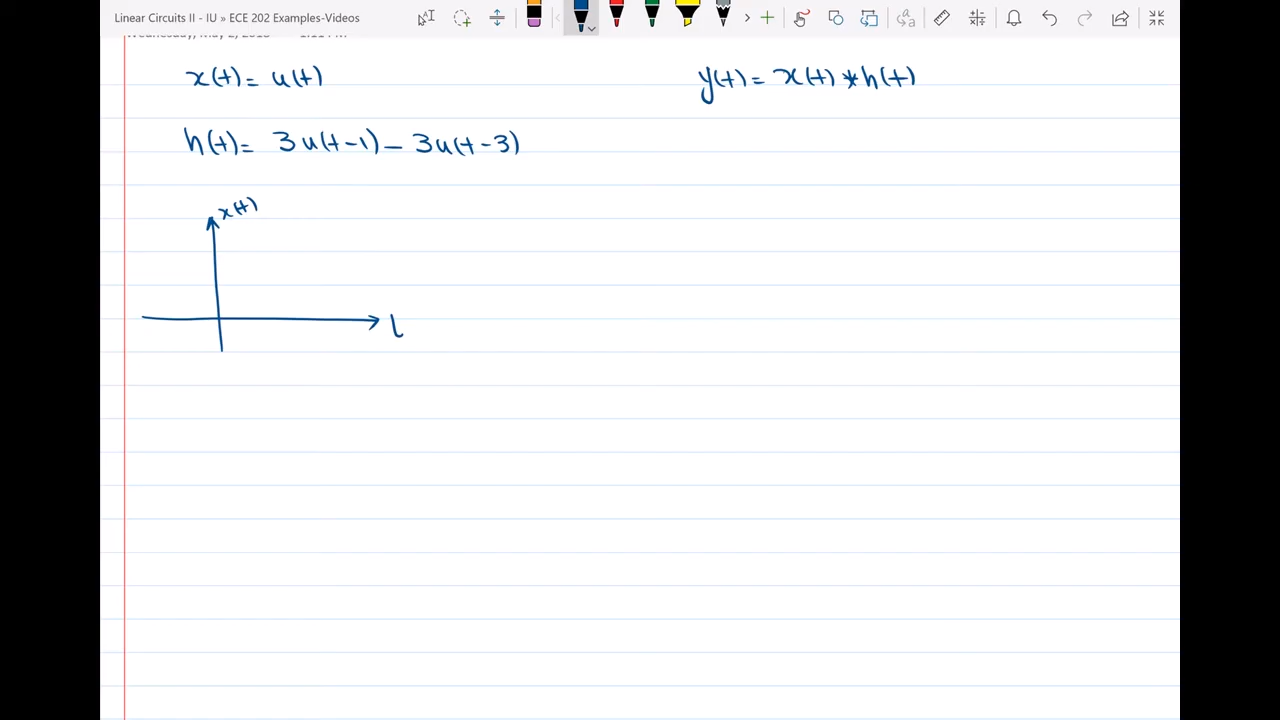 Linear Circuits II - IU » ECE 202 Examples-Videos
x(t) = u(t)
y(t) = x(t) * h(t)
h(t) = 3u(t-1) - 3u(t-3)
x(t)